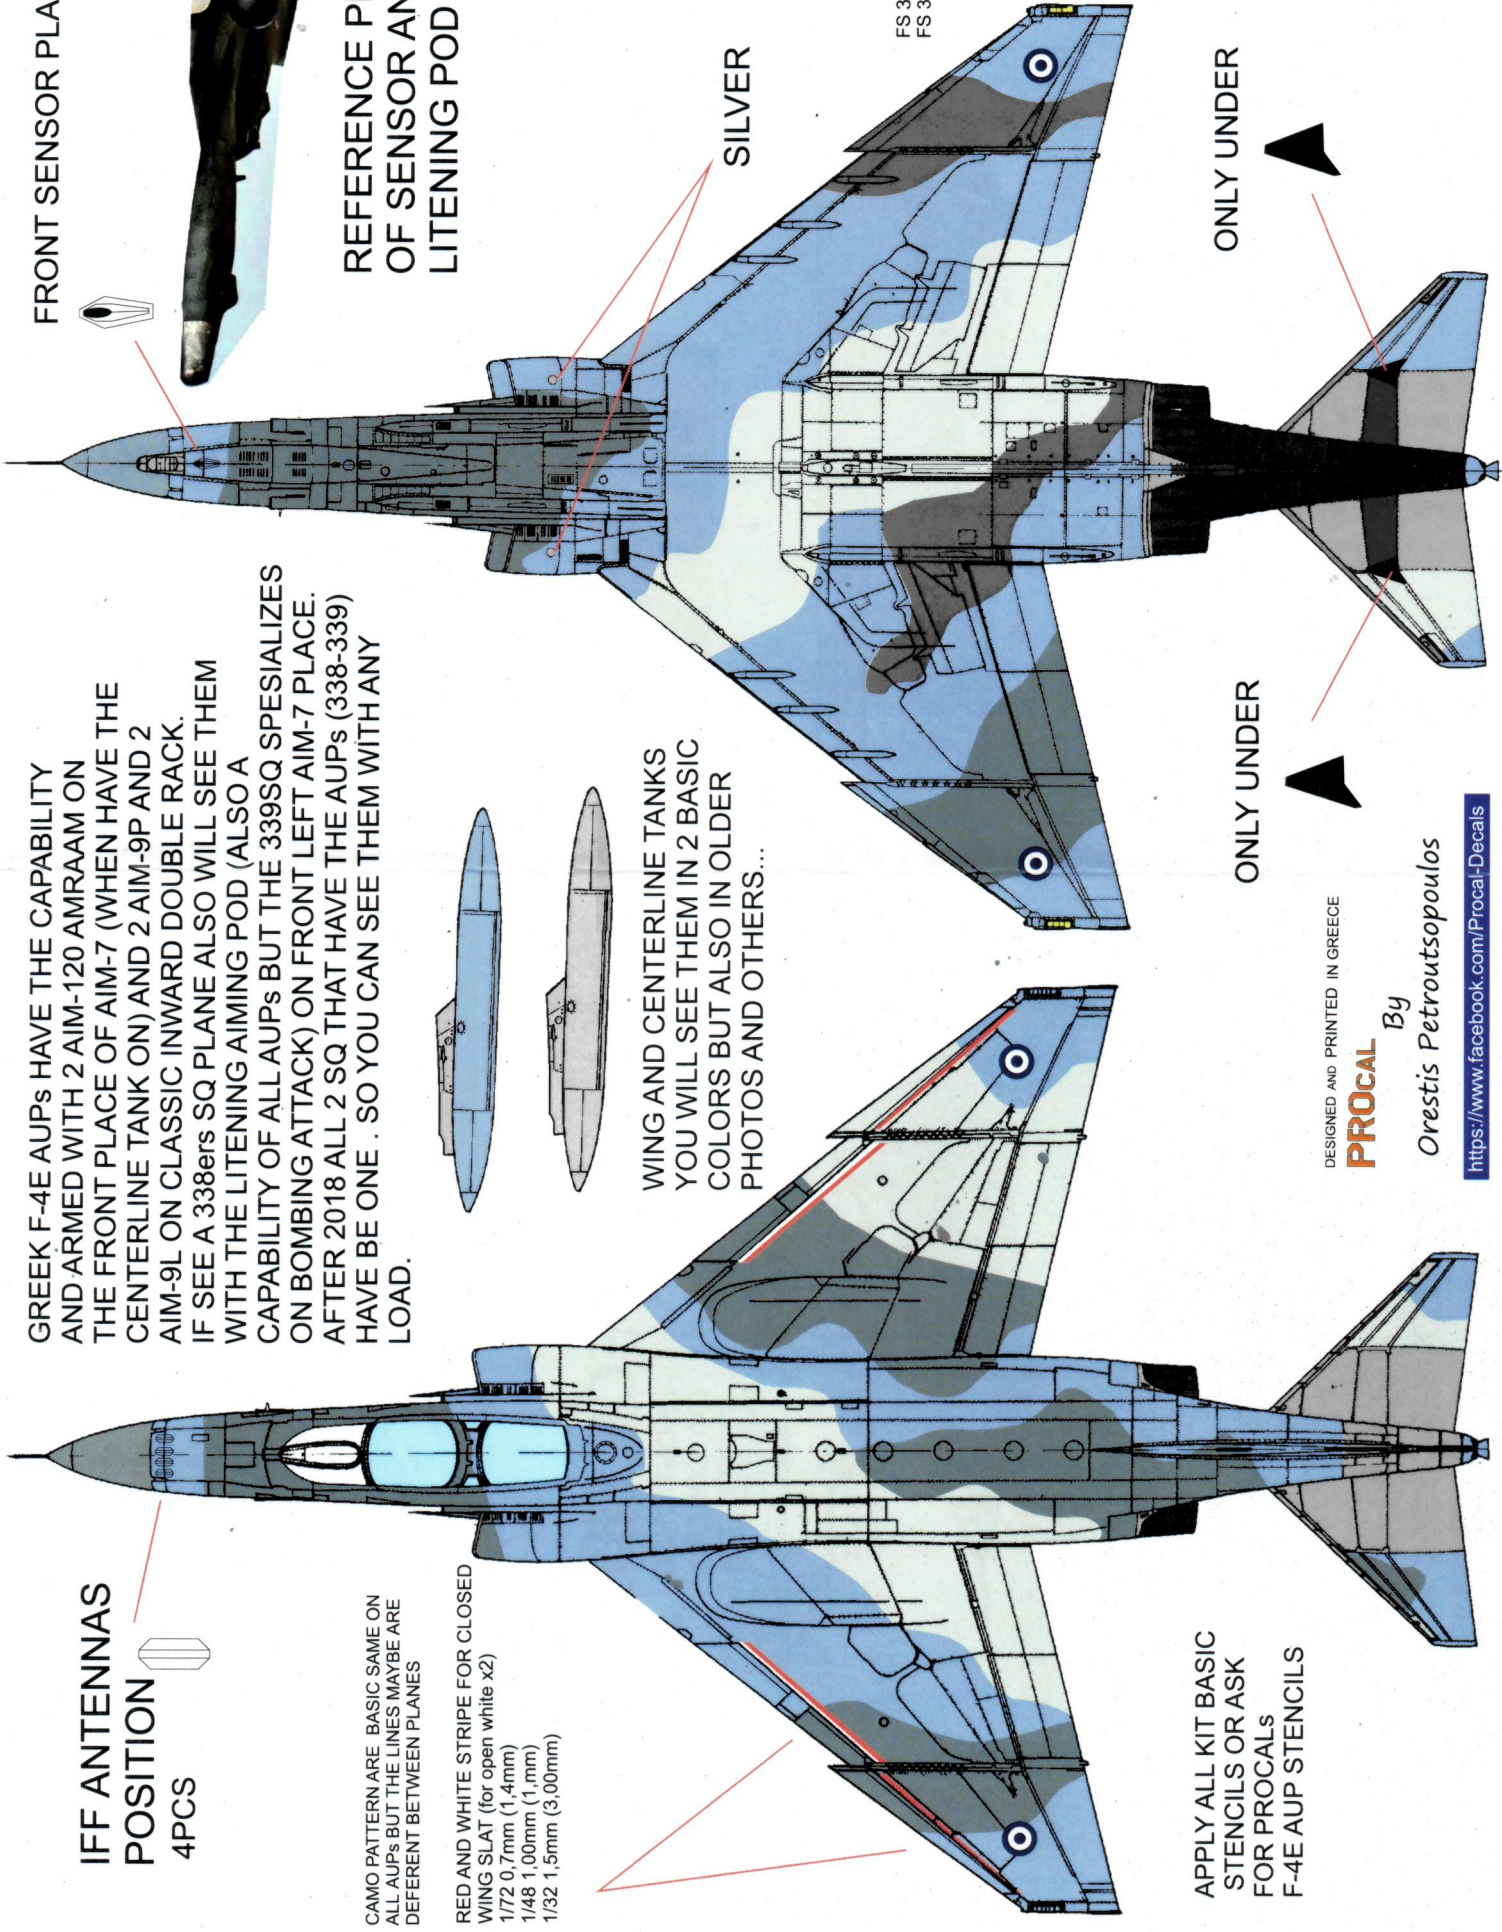 FRONT SENSOR PLA
REFERENCE P
OF SENSOR AN
LITENING POD
SILVER
FS 3
FS 3
ONLY UNDER
GREEK F-4E AUPs HAVE THE CAPABILITY
AND ARMED WITH 2 AIM-120 AMRAAM ON
THE FRONT PLACE OF AIM-7 (WHEN HAVE THE
CENTERLINE TANK ON) AND 2 AIM-9P AND 2
AIM-9L ON CLASSIC INWARD DOUBLE RACK.
IF SEE A 338ers SQ PLANE ALSO WILL SEE THEM
WITH THE LITENING AIMING POD (ALSO A
CAPABILITY OF ALL AUPs BUT THE 339SQ SPESIALIZES
ON BOMBING ATTACK) ON FRONT LEFT AIM-7 PLACE.
AFTER 2018 ALL 2 SQ THAT HAVE THE AUPs (338-339)
HAVE BE ONE . SO YOU CAN SEE THEM WITH ANY
LOAD.
WING AND CENTERLINE TANKS
YOU WILL SEE THEM IN 2 BASIC
COLORS BUT ALSO IN OLDER
PHOTOS AND OTHERS...
ONLY UNDER
DESIGNED AND PRINTED IN GREECE
PROCAL
By
Orestis Petroutsopoulos
https://www.facebook.com/Procal-Decals
IFF ANTENNAS
POSITION
4PCS
CAMO PATTERN ARE BASIC SAME ON
ALL AUPs BUT THE LINES MAYBE ARE
DEFERENT BETWEEN PLANES
RED AND WHITE STRIPE FOR CLOSED
WING SLAT (for open white x2)
1/72 0,7mm (1,4mm)
1/48 1,00mm (1,mm)
1/32 1,5mm (3,00mm)
APPLY ALL KIT BASIC
STENCILS OR ASK
FOR PROCALs
F-4E AUP STENCILS